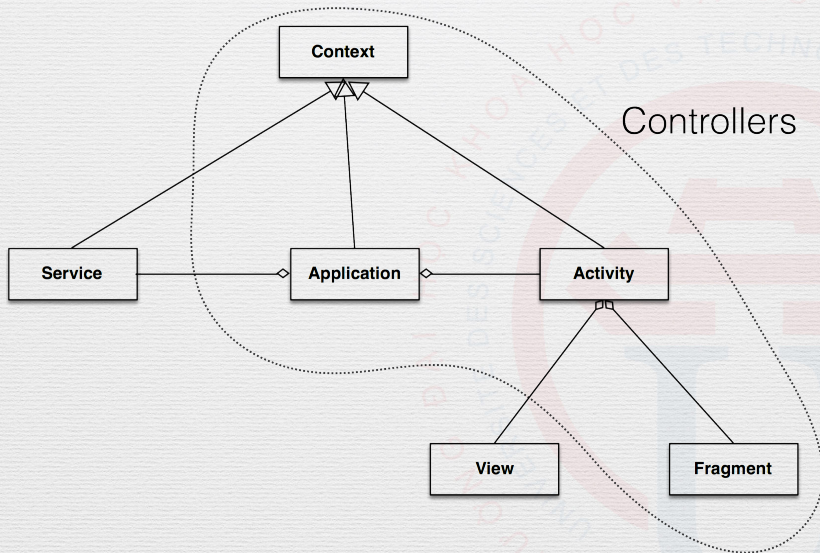 Context
Controllers
Service
Application
Activity
View
Fragment